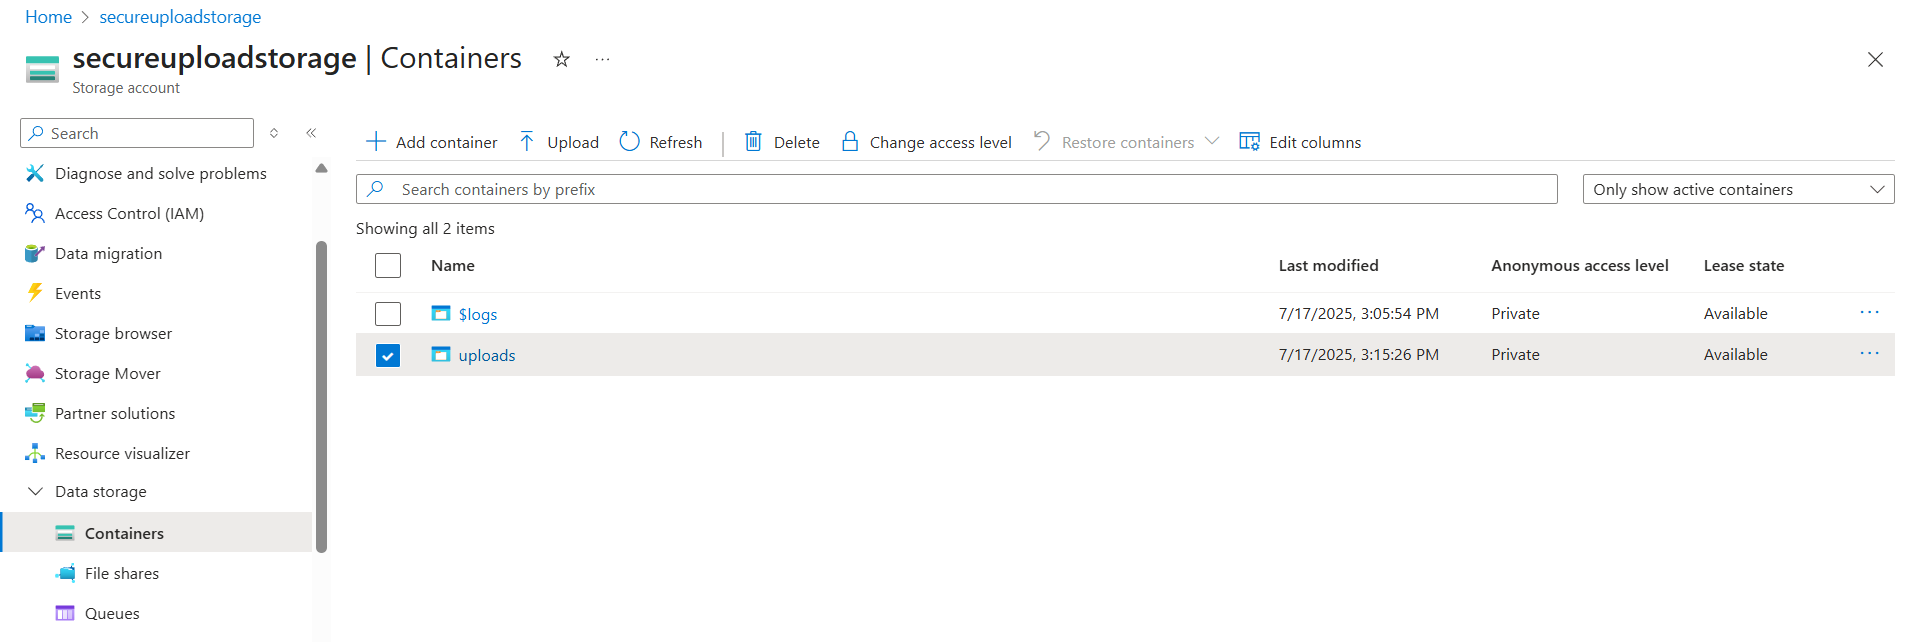 Home > secureuploadstorage
secureuploadstorage | Containers
Storage account
Search
Diagnose and solve problems
Access Control (IAM)
Data migration
Events
Storage browser
Storage Mover
Partner solutions
Resource visualizer
Data storage
Containers
File shares
Queues
Add container Upload Refresh Delete Change access level Restore containers Edit columns
Search containers by prefix
Only show active containers
Showing all 2 items
Name Last modified Anonymous access level Lease state
$logs 7/17/2025, 3:05:54 PM Private Available
uploads 7/17/2025, 3:15:26 PM Private Available